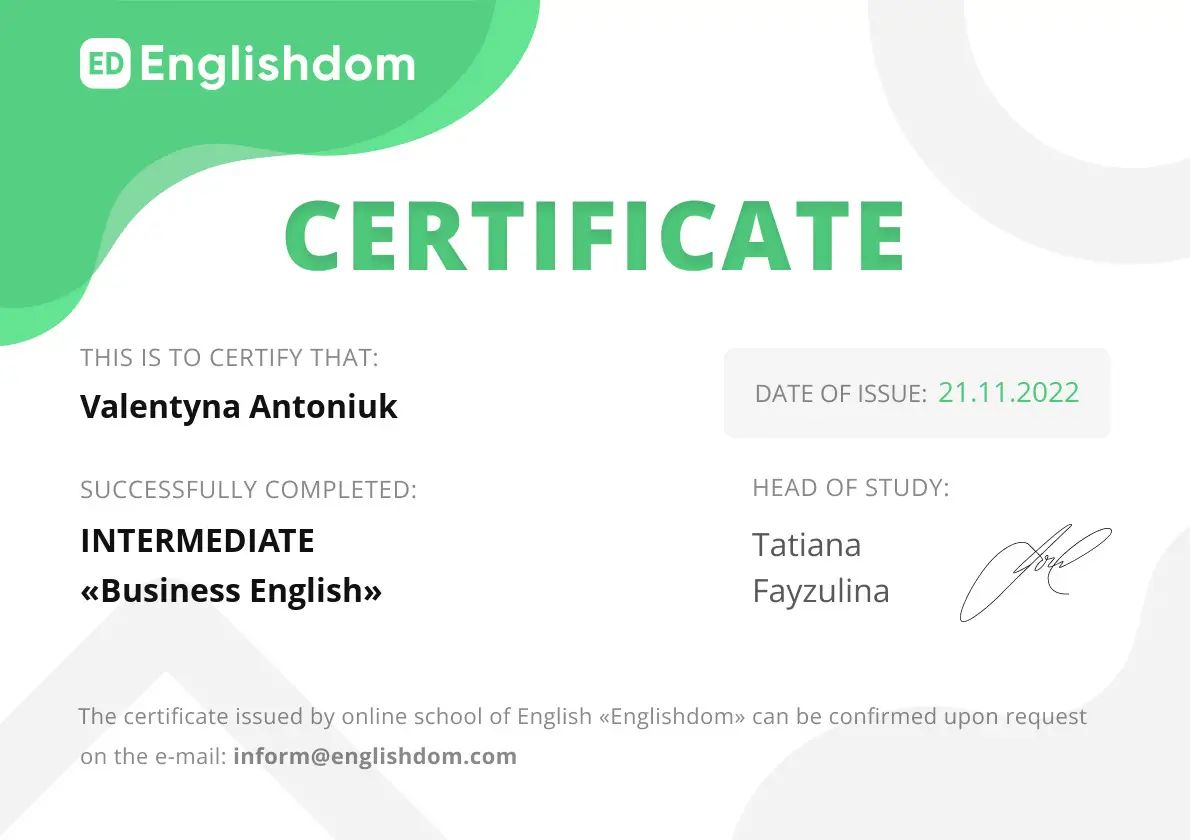 ED Englishdom
CERTIFICATE
THIS IS TO CERTIFY THAT:
Valentyna Antoniuk
DATE OF ISSUE: 21.11.2022
SUCCESSFULLY COMPLETED:
INTERMEDIATE
«Business English»
HEAD OF STUDY:
Tatiana
Fayzulina
The certificate issued by online school of English «Englishdom» can be confirmed upon request
on the e-mail: inform@englishdom.com